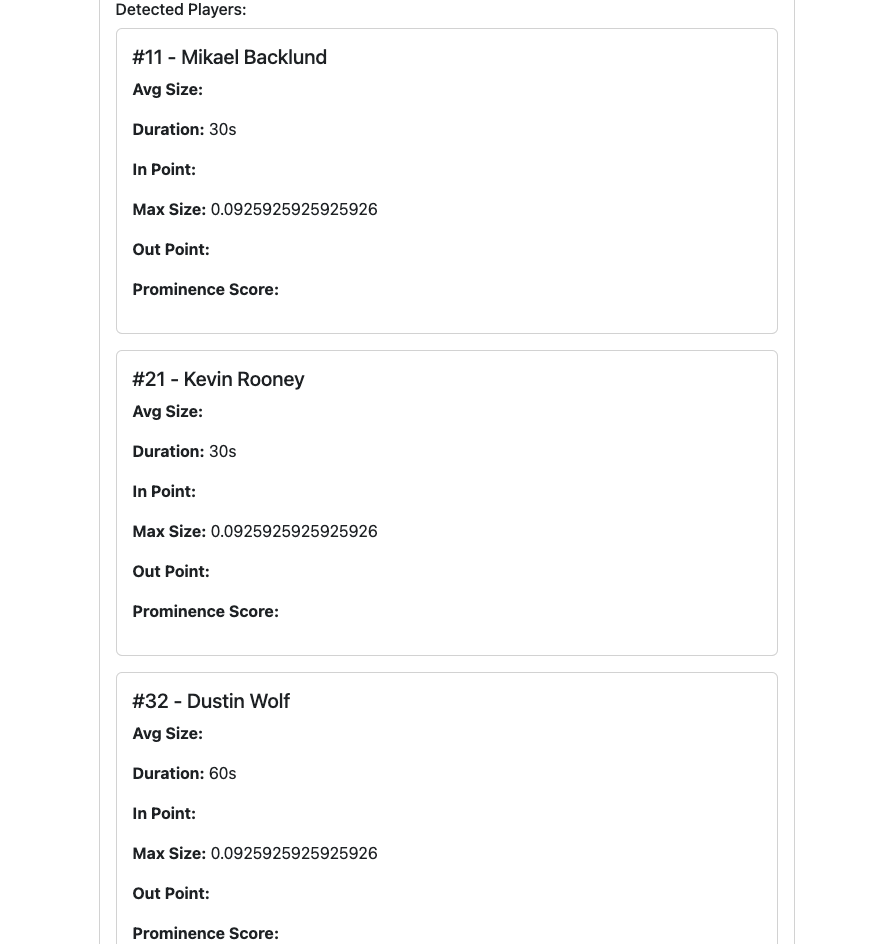 Detected Players:
#11 - Mikael Backlund
Avg Size:
Duration: 30s
In Point:
Max Size: 0.0925925925925926
Out Point:
Prominence Score:
#21 - Kevin Rooney
Avg Size:
Duration: 30s
In Point:
Max Size: 0.0925925925925926
Out Point:
Prominence Score:
#32 - Dustin Wolf
Avg Size:
Duration: 60s
In Point:
Max Size: 0.0925925925925926
Out Point:
Prominence Score: